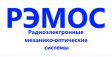 РЭМОС
Радиоэлектронные
механико-оптические
системы